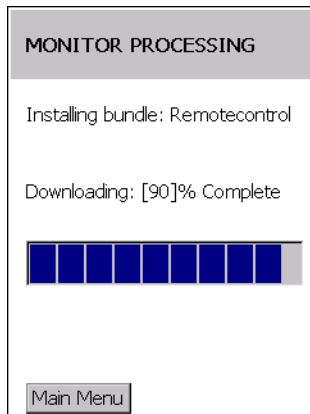 MONITOR PROCESSING
Installing bundle: Remotecontrol
Downloading: [90]% Complete
Main Menu